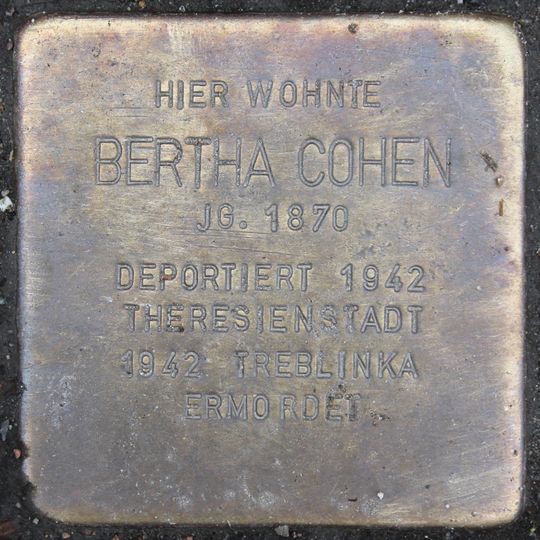 HIER WOHNTE
BERTHA COHEN
JG. 1870
DEPORTIERT 1942
THERESIENSTADT
1942 TREBLINKA
ERMORDET